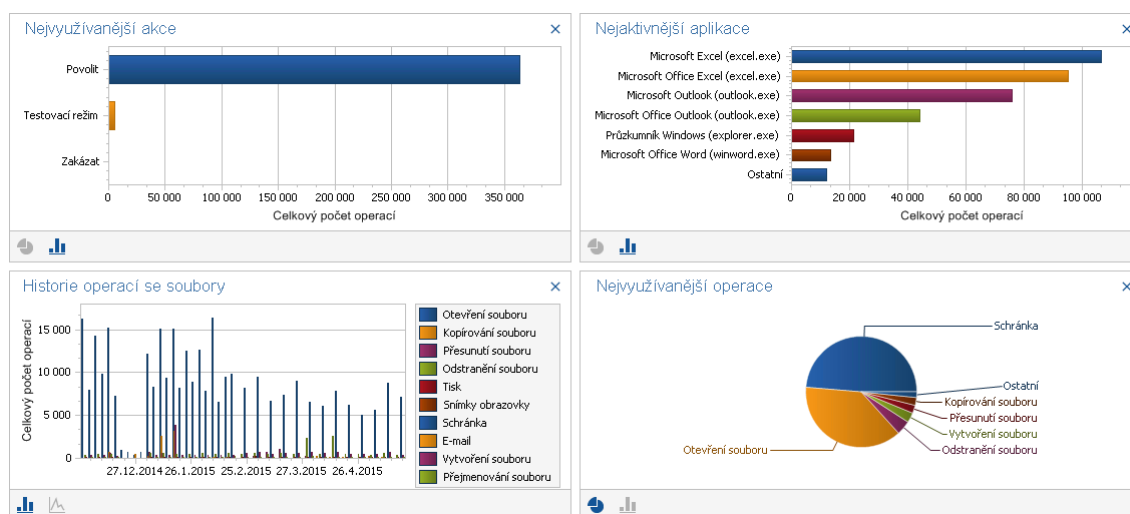 Nejvyužívanější akce
Povolit
Testovací režim
Zakázat
0 50 000 100 000 150 000 200 000 250 000 300 000 350 000
Celkový počet operací
Nejaktivnější aplikace
Microsoft Excel (excel.exe)
Microsoft Office Excel (excel.exe)
Microsoft Outlook (outlook.exe)
Microsoft Office Outlook (outlook.exe)
Průzkumník Windows (explorer.exe)
Microsoft Office Word (winword.exe)
Ostatní
0 20 000 40 000 60 000 80 000 100 000
Celkový počet operací
Historie operací se soubory
Celkový počet operací
15 000
10 000
5 000
0
27.12.2014 26.1.2015 25.2.2015 27.3.2015 26.4.2015
Otevření souboru
Kopírování souboru
Přesunutí souboru
Odstranění souboru
Tisk
Snímky obrazovky
Schránka
E-mail
Vytvoření souboru
Přejmenování souboru
Nejvyužívanější operace
Schránka
Ostatní
Kopírování souboru
Přesunutí souboru
Vytvoření souboru
Odstranění souboru
Otevření souboru